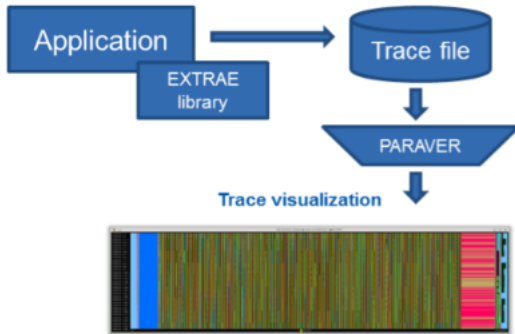 Application
EXTRAE
library
Trace file
PARAVER
Trace visualization